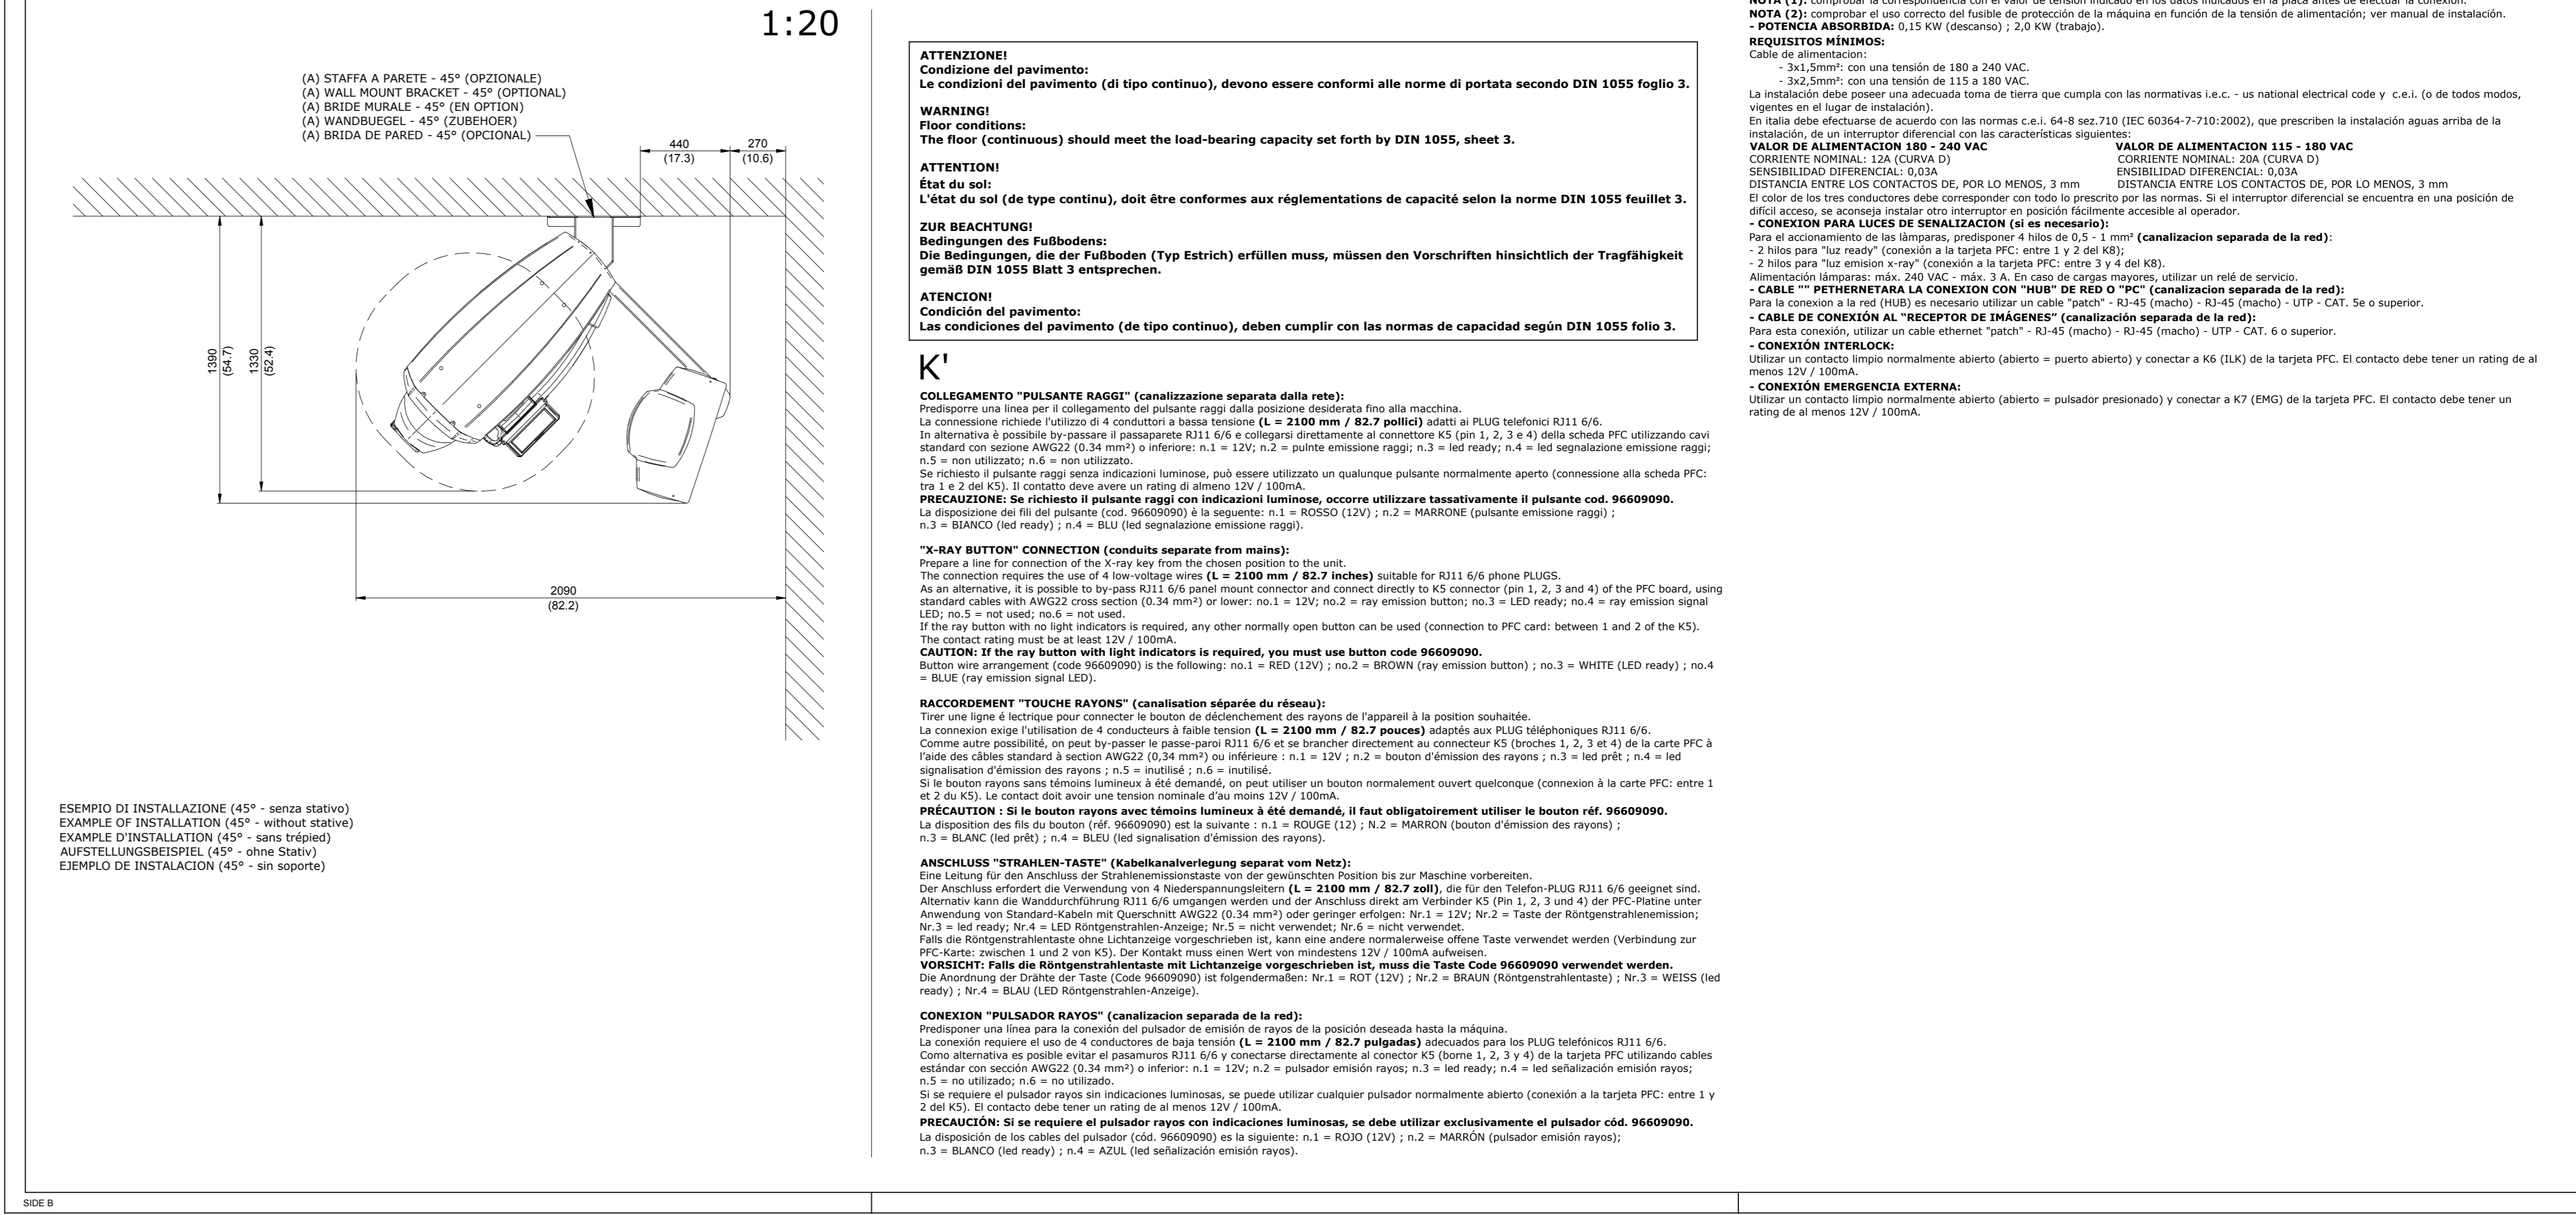 1:20
(A) STAFFA A PARETE - 45° (OPZIONALE)
(A) WALL MOUNT BRACKET - 45° (OPTIONAL)
(A) BRIDE MURALE - 45° (EN OPTION)
(A) WANDBUEGEL - 45° (ZUBEHOER)
(A) BRIDA DE PARED - 45° (OPCIONAL)
440
(17.3)
270
(10.6)
1390
(54.7)
1330
(52.4)
2090
(82.2)
ESEMPIO DI INSTALLAZIONE (45° - senza stativo)
EXAMPLE OF INSTALLATION (45° - without stative)
EXAMPLE D'INSTALLATION (45° - sans trépied)
AUFSTELLUNGSBEISPIEL (45° - ohne Stativ)
EJEMPLO DE INSTALACION (45° - sin soporte)
SIDE B
ATTENZIONE!
Condizione del pavimento:
Le condizioni del pavimento (di tipo continuo), devono essere conformi alle norme di portata secondo DIN 1055 foglio 3.
WARNING!
Floor conditions:
The floor (continuous) should meet the load-bearing capacity set forth by DIN 1055, sheet 3.
ATTENTION!
État du sol:
L'état du sol (de type continu), doit être conformes aux réglementations de capacité selon la norme DIN 1055 feuillet 3.
ZUR BEACHTUNG!
Bedingungen des Fußbodens:
Die Bedingungen, die der Fußboden (Typ Estrich) erfüllen muss, müssen den Vorschriften hinsichtlich der Tragfähigkeit
gemäß DIN 1055 Blatt 3 entsprechen.
ATENCION!
Condición del pavimento:
Las condiciones del pavimento (de tipo continuo), deben cumplir con las normas de capacidad según DIN 1055 folio 3.
K'
COLLEGAMENTO "PULSANTE RAGGI" (canalizzazione separata dalla rete):
Predisporre una linea per il collegamento del pulsante raggi dalla posizione desiderata fino alla macchina.
La connessione richiede l'utilizzo di 4 conduttori a bassa tensione (L = 2100 mm / 82.7 pollici) adatti ai PLUG telefonici RJ11 6/6.
In alternativa è possibile by-passare il passaparete RJ11 6/6 e collegarsi direttamente al connettore K5 (pin 1, 2, 3 e 4) della scheda PFC utilizzando cavi
standard con sezione AWG22 (0.34 mm²) o inferiore: n.1 = 12V; n.2 = pulnte emissione raggi; n.3 = led ready; n.4 = led segnalazione emissione raggi;
n.5 = non utilizzato; n.6 = non utilizzato.
Se richiesto il pulsante raggi senza indicazioni luminose, può essere utilizzato un qualunque pulsante normalmente aperto (connessione alla scheda PFC:
tra 1 e 2 del K5). Il contatto deve avere un rating di almeno 12V / 100mA.
PRECAUZIONE: Se richiesto il pulsante raggi con indicazioni luminose, occorre utilizzare tassativamente il pulsante cod. 96609090.
La disposizione dei fili del pulsante (cod. 96609090) è la seguente: n.1 = ROSSO (12V) ; n.2 = MARRONE (pulsante emissione raggi) ;
n.3 = BIANCO (led ready) ; n.4 = BLU (led segnalazione emissione raggi).
"X-RAY BUTTON" CONNECTION (conduits separate from mains):
Prepare a line for connection of the X-ray key from the chosen position to the unit.
The connection requires the use of 4 low-voltage wires (L = 2100 mm / 82.7 inches) suitable for RJ11 6/6 phone PLUGS.
As an alternative, it is possible to by-pass RJ11 6/6 panel mount connector and connect directly to K5 connector (pin 1, 2, 3 and 4) of the PFC board, using
standard cables with AWG22 cross section (0.34 mm²) or lower: no.1 = 12V; no.2 = ray emission button; no.3 = LED ready; no.4 = ray emission signal
LED; no.5 = not used; no.6 = not used.
If the ray button with no light indicators is required, any other normally open button can be used (connection to PFC card: between 1 and 2 of the K5).
The contact rating must be at least 12V / 100mA.
CAUTION: If the ray button with light indicators is required, you must use button code 96609090.
Button wire arrangement (code 96609090) is the following: no.1 = RED (12V) ; no.2 = BROWN (ray emission button) ; no.3 = WHITE (LED ready) ; no.4
= BLUE (ray emission signal LED).
RACCORDEMENT "TOUCHE RAYONS" (canalisation séparée du réseau):
Tirer une ligne é lectrique pour connecter le bouton de déclenchement des rayons de l'appareil à la position souhaitée.
La connexion exige l'utilisation de 4 conducteurs à faible tension (L = 2100 mm / 82.7 pouces) adaptés aux PLUG téléphoniques RJ11 6/6.
Comme autre possibilité, on peut by-passer le passe-paroi RJ11 6/6 et se brancher directement au connecteur K5 (broches 1, 2, 3 et 4) de la carte PFC à
l'aide des câbles standard à section AWG22 (0,34 mm²) ou inférieure : n.1 = 12V ; n.2 = bouton d'émission des rayons ; n.3 = led prêt ; n.4 = led
signalisation d'émission des rayons ; n.5 = inutilisé ; n.6 = inutilisé.
Si le bouton rayons sans témoins lumineux à été demandé, on peut utiliser un bouton normalement ouvert quelconque (connexion à la carte PFC: entre 1
et 2 du K5). Le contact doit avoir une tension nominale d'au moins 12V / 100mA.
PRÉCAUTION : Si le bouton rayons avec témoins lumineux à été demandé, il faut obligatoirement utiliser le bouton réf. 96609090.
La disposition des fils du bouton (réf. 96609090) est la suivante : n.1 = ROUGE (12) ; N.2 = MARRON (bouton d'émission des rayons) ;
n.3 = BLANC (led prêt) ; n.4 = BLEU (led signalisation d'émission des rayons).
ANSCHLUSS "STRAHLEN-TASTE" (Kabelkanalverlegung separat vom Netz):
Eine Leitung für den Anschluss der Strahlenemissionstaste von der gewünschten Position bis zur Maschine vorbereiten.
Der Anschluss erfordert die Verwendung von 4 Niederspannungsleitern (L = 2100 mm / 82.7 zoll), die für den Telefon-PLUG RJ11 6/6 geeignet sind.
Alternativ kann die Wanddurchführung RJ11 6/6 umgangen werden und der Anschluss direkt am Verbinder K5 (Pin 1, 2, 3 und 4) der PFC-Platine unter
Anwendung von Standard-Kabeln mit Querschnitt AWG22 (0.34 mm²) oder geringer erfolgen: Nr.1 = 12V; Nr.2 = Taste der Röntgenstrahlenemission;
Nr.3 = led ready; Nr.4 = LED Röntgenstrahlen-Anzeige; Nr.5 = nicht verwendet; Nr.6 = nicht verwendet.
Falls die Röntgenstrahlentaste ohne Lichtanzeige vorgeschrieben ist, kann eine andere normalerweise offene Taste verwendet werden (Verbindung zur
PFC-Karte: zwischen 1 und 2 von K5). Der Kontakt muss einen Wert von mindestens 12V / 100mA aufweisen.
VORSICHT: Falls die Röntgenstrahlentaste mit Lichtanzeige vorgeschrieben ist, muss die Taste Code 96609090 verwendet werden.
Die Anordnung der Drähte der Taste (Code 96609090) ist folgendermaßen: Nr.1 = ROT (12V) ; Nr.2 = BRAUN (Röntgenstrahlentaste) ; Nr.3 = WEISS (led
ready) ; Nr.4 = BLAU (LED Röntgenstrahlen-Anzeige).
CONEXION "PULSADOR RAYOS" (canalizacion separada de la red):
Predisponer una línea para la conexión del pulsador de emisión de rayos de la posición deseada hasta la máquina.
La conexión requiere el uso de 4 conductores de baja tensión (L = 2100 mm / 82.7 pulgadas) adecuados para los PLUG telefónicos RJ11 6/6.
Como alternativa es posible evitar el pasamuros RJ11 6/6 y conectarse directamente al conector K5 (borne 1, 2, 3 y 4) de la tarjeta PFC utilizando cables
estándar con sección AWG22 (0.34 mm²) o inferior: n.1 = 12V; n.2 = pulsador emisión rayos; n.3 = led ready; n.4 = led señalización emisión rayos;
n.5 = no utilizado; n.6 = no utilizado.
Si se requiere el pulsador rayos sin indicaciones luminosas, se puede utilizar cualquier pulsador normalmente abierto (conexión a la tarjeta PFC: entre 1 y
2 del K5). El contacto debe tener un rating de al menos 12V / 100mA.
PRECAUCIÓN: Si se requiere el pulsador rayos con indicaciones luminosas, se debe utilizar exclusivamente el pulsador cód. 96609090.
La disposición de los cables del pulsador (cód. 96609090) es la siguiente: n.1 = ROJO (12V) ; n.2 = MARRÓN (pulsador emisión rayos);
n.3 = BLANCO (led ready) ; n.4 = AZUL (led señalización emisión rayos).
NOTA (1): comprobar la correspondencia con el valor de tensión indicado en los datos indicados en la placa antes de efectuar la conexión.
NOTA (2): comprobar el uso correcto del fusible de protección de la máquina en función de la tensión de alimentación; ver manual de instalación.
- POTENCIA ABSORBIDA: 0,15 KW (descanso) ; 2,0 KW (trabajo).
REQUISITOS MÍNIMOS:
Cable de alimentacion:
- 3x1,5mm²: con una tensión de 180 a 240 VAC.
- 3x2,5mm²: con una tensión de 115 a 180 VAC.
La instalación debe poseer una adecuada toma de tierra que cumpla con las normativas i.e.c. - us national electrical code y c.e.i. (o de todos modos,
vigentes en el lugar de instalación).
En italia debe efectuarse de acuerdo con las normas c.e.i. 64-8 sez.710 (IEC 60364-7-710:2002), que prescriben la instalación aguas arriba de la
instalación, de un interruptor diferencial con las características siguientes:
VALOR DE ALIMENTACION 180 - 240 VAC VALOR DE ALIMENTACION 115 - 180 VAC
CORRIENTE NOMINAL: 12A (CURVA D) CORRIENTE NOMINAL: 20A (CURVA D)
SENSIBILIDAD DIFERENCIAL: 0,03A ENSIBILIDAD DIFERENCIAL: 0,03A
DISTANCIA ENTRE LOS CONTACTOS DE, POR LO MENOS, 3 mm DISTANCIA ENTRE LOS CONTACTOS DE, POR LO MENOS, 3 mm
El color de los tres conductores debe corresponder con todo lo prescrito por las normas. Si el interruptor diferencial se encuentra en una posición de
difícil acceso, se aconseja instalar otro interruptor en posición fácilmente accesible al operador.
- CONEXION PARA LUCES DE SENALIZACION (si es necesario):
Para el accionamiento de las làmparas, predisponer 4 hilos de 0,5 - 1 mm² (canalizacion separada de la red):
- 2 hilos para "luz ready" (conexión a la tarjeta PFC: entre 1 y 2 del K8);
- 2 hilos para "luz emision x-ray" (conexión a la tarjeta PFC: entre 3 y 4 del K8).
Alimentación lámparas: máx. 240 VAC - máx. 3 A. En caso de cargas mayores, utilizar un relé de servicio.
- CABLE "" PETHERNETARA LA CONEXION CON "HUB" DE RED O "PC" (canalizacion separada de la red):
Para la conexion a la red (HUB) es necesario utilizar un cable "patch" - RJ-45 (macho) - RJ-45 (macho) - UTP - CAT. 5e o superior.
- CABLE DE CONEXIÓN AL “RECEPTOR DE IMÁGENES” (canalización separada de la red):
Para esta conexión, utilizar un cable ethernet "patch" - RJ-45 (macho) - RJ-45 (macho) - UTP - CAT. 6 o superior.
- CONEXIÓN INTERLOCK:
Utilizar un contacto limpio normalmente abierto (abierto = puerto abierto) y conectar a K6 (ILK) de la tarjeta PFC. El contacto debe tener un rating de al
menos 12V / 100mA.
- CONEXIÓN EMERGENCIA EXTERNA:
Utilizar un contacto limpio normalmente abierto (abierto = pulsador presionado) y conectar a K7 (EMG) de la tarjeta PFC. El contacto debe tener un
rating de al menos 12V / 100mA.